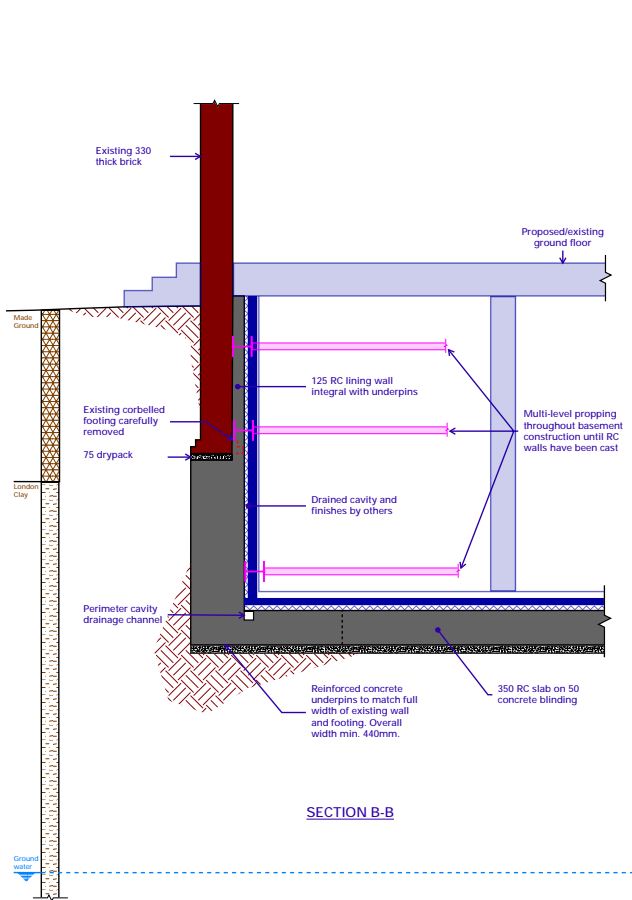 Existing 330
thick brick
Proposed/existing
ground floor
Made
Ground
125 RC lining wall
integral with underpins
Existing corbelled
footing carefully
removed
Multi-level propping
throughout basement
construction until RC
walls have been cast
75 drypack
London
Clay
Drained cavity and
finishes by others
Perimeter cavity
drainage channel
Reinforced concrete
underpins to match full
width of existing wall
and footing. Overall
width min. 440mm.
350 RC slab on 50
concrete blinding
SECTION B-B
Ground
water